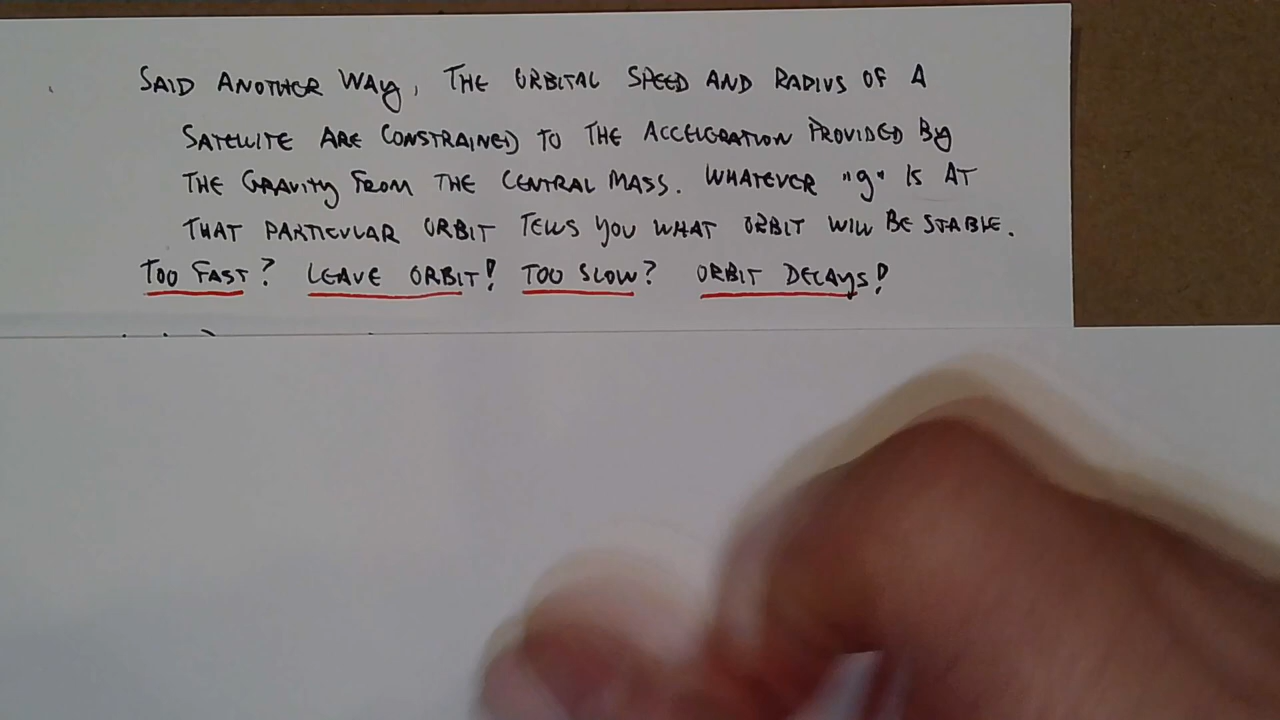 SAID ANOTHER WAY, THE ORBITAL SPEED AND RADIUS OF A
SATELLITE ARE CONSTRAINED TO THE ACCELERATION PROVIDED BY
THE GRAVITY FROM THE CENTRAL MASS. WHATEVER "g" IS AT
THAT PARTICULAR ORBIT TELLS YOU WHAT ORBIT WILL BE STABLE.
TOO FAST? LEAVE ORBIT! TOO SLOW? ORBIT DECAYS!